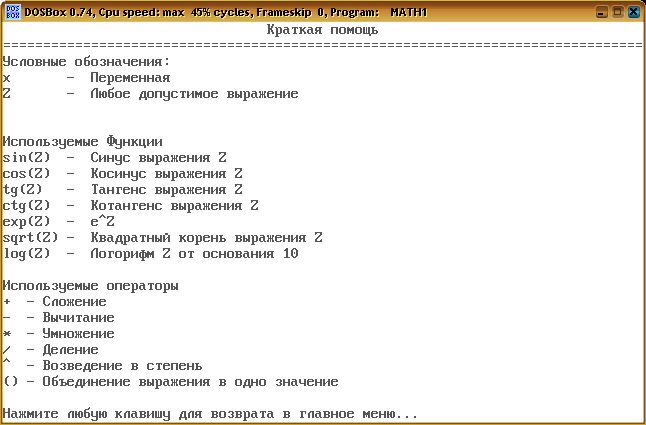 DOS BOX DOSBox 0.74, Cpu speed: max 45% cycles, Frameskip 0, Program: MATH1
Краткая помощь
================================================================================
Условные обозначения:
x - Переменная
Z - Любое допустимое выражение
Используемые Функции
sin(Z) - Синус выражения Z
cos(Z) - Косинус выражения Z
tg(Z) - Тангенс выражения Z
ctg(Z) - Котангенс выражения Z
exp(Z) - e^Z
sqrt(Z) - Квадратный корень выражения Z
log(Z) - Логорифм Z от основания 10
Используемые операторы
+ - Сложение
- - Вычитание
* - Умножение
/ - Деление
^ - Возведение в степень
() - Объединение выражения в одно значение
Нажмите любую клавишу для возврата в главное меню...